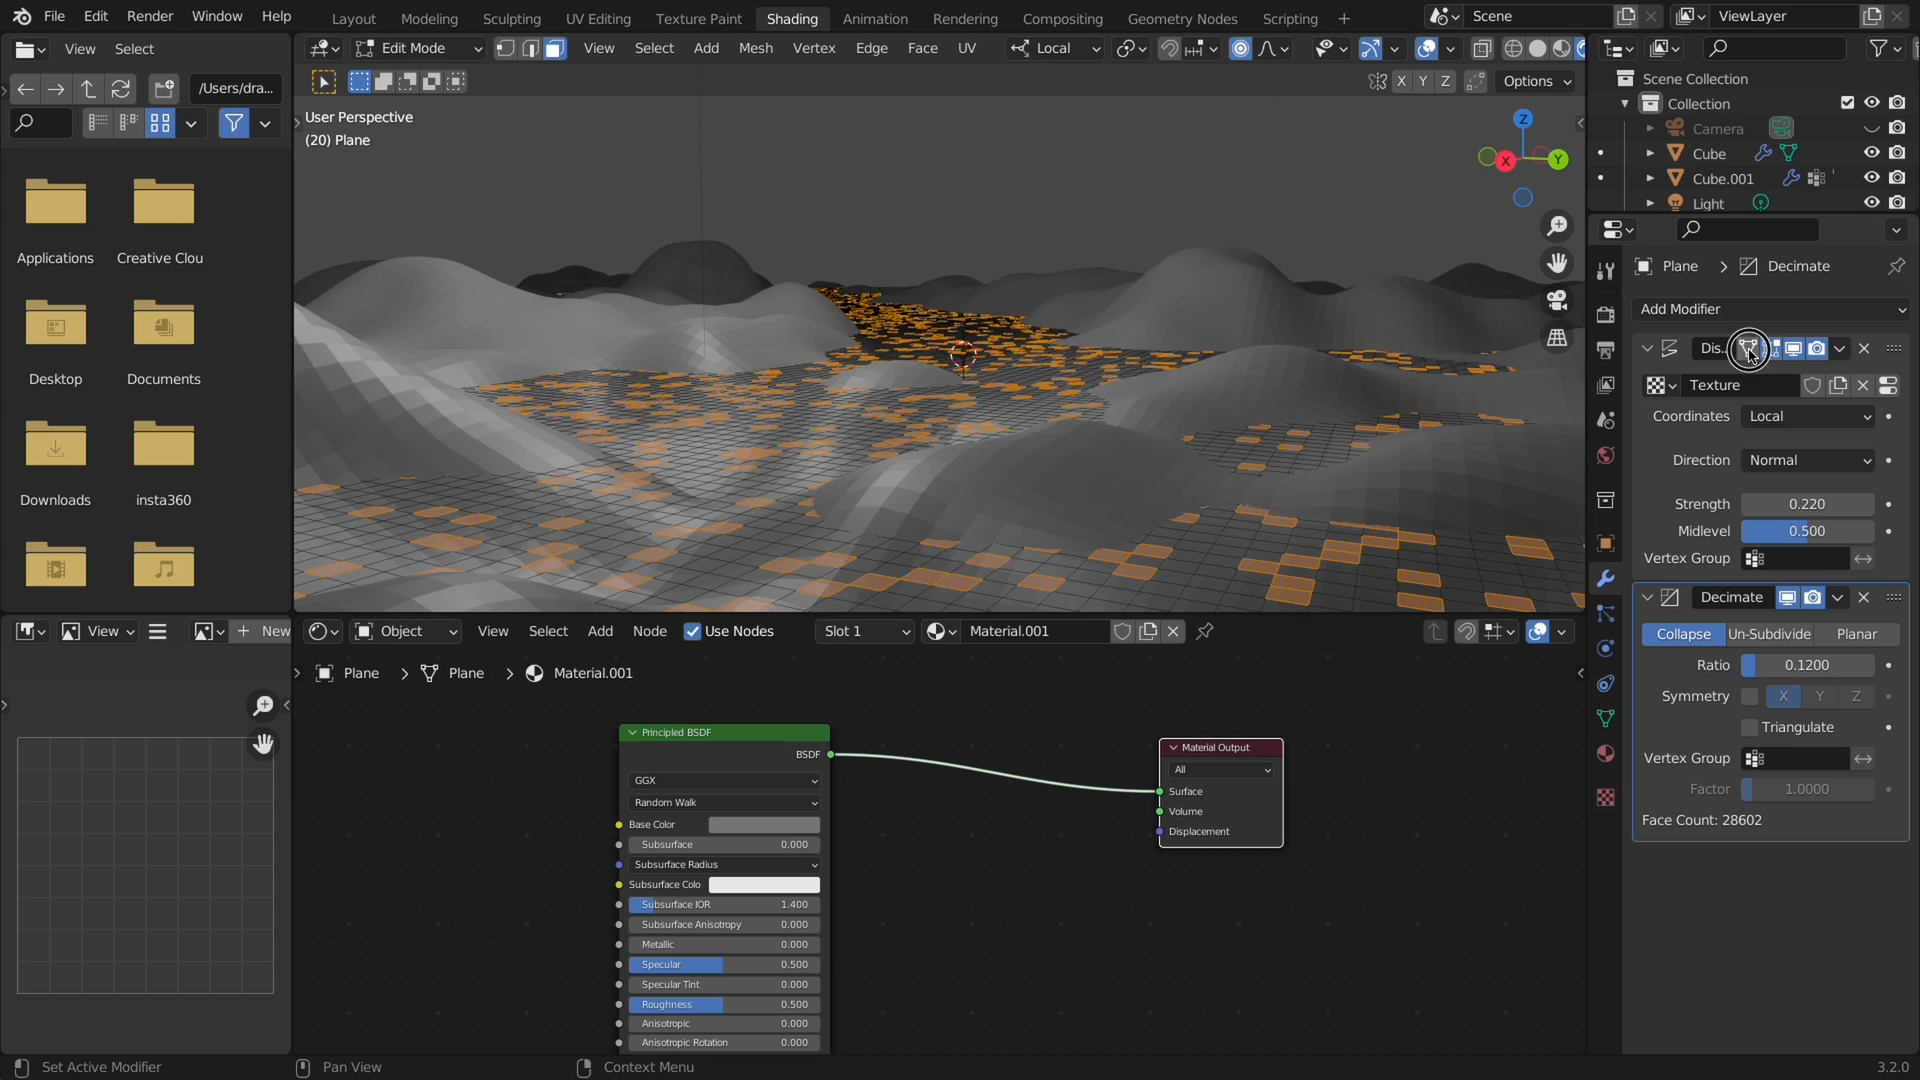 File Edit Render Window Help
Layout Modeling Sculpting UV Editing Texture Paint Shading Animation Rendering Compositing Geometry Nodes Scripting
Scene
ViewLayer
View Select
Edit Mode View Select Add Mesh Vertex Edge Face UV Local
/Users/dra...
X Y Z Options
User Perspective
(20) Plane
Z
X
Y
Applications
Creative Clou
Desktop
Documents
Downloads
insta360
Scene Collection
Collection
Camera
Cube
Cube.001
Light
Plane > Decimate
Add Modifier
Dis...
Texture
Coordinates Local
Direction Normal
Strength 0.220
Midlevel 0.500
Vertex Group
Decimate
Collapse Un-Subdivide Planar
Ratio 0.1200
Symmetry X Y Z
Triangulate
Vertex Group
Factor 1.0000
Face Count: 28602
View
New
Object View Select Add Node Use Nodes Slot 1 Material.001
Plane > Plane > Material.001
Principled BSDF
BSDF
GGX
Random Walk
Base Color
Subsurface 0.000
Subsurface Radius
Subsurface Colo
Subsurface IOR 1.400
Subsurface Anisotropy 0.000
Metallic 0.000
Specular 0.500
Specular Tint 0.000
Roughness 0.500
Anisotropic 0.000
Anisotropic Rotation 0.000
Material Output
All
Surface
Volume
Displacement
Set Active Modifier Pan View Context Menu 3.2.0